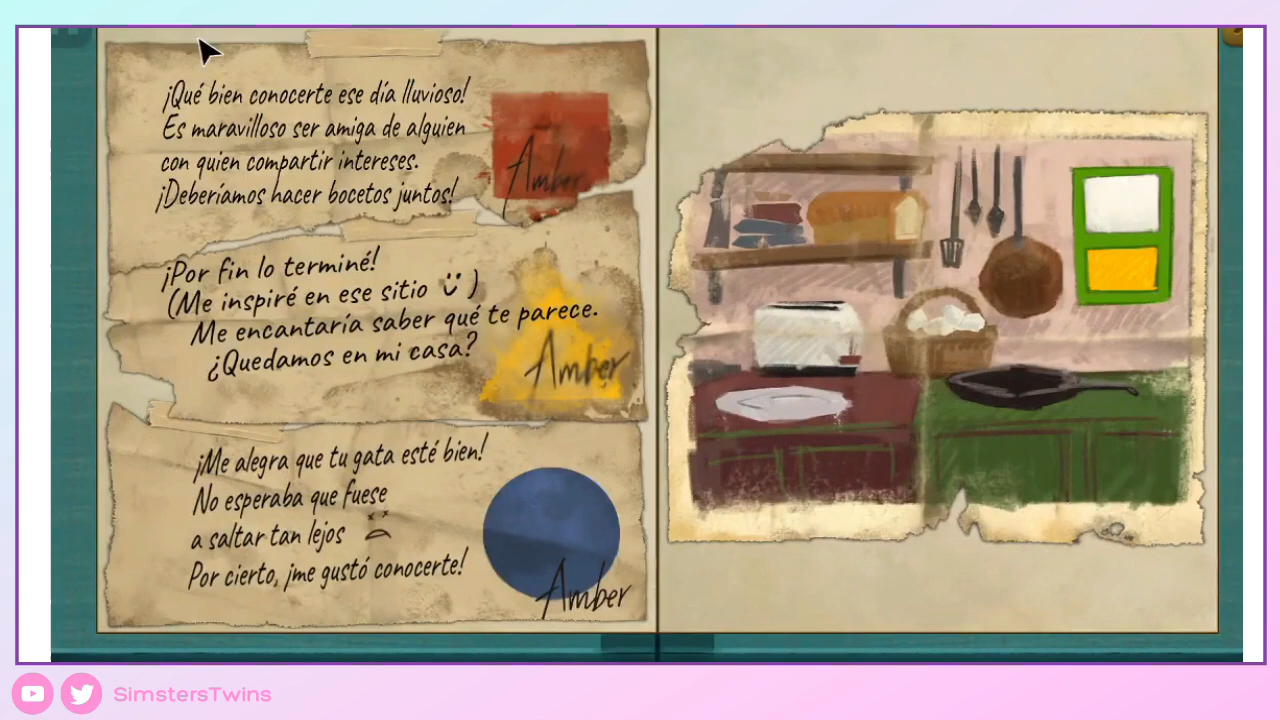 ¡Qué bien conocerte ese día lluvioso!
Es maravilloso ser amiga de alguien
con quien compartir intereses.
¡Deberíamos hacer bocetos juntos!
Amber
¡Por fin lo terminé!
(Me inspiré en ese sitio )
Me encantaría saber qué te parece.
¿Quedamos en mi casa?
Amber
¡Me alegra que tu gata esté bien!
No esperaba que fuese
a saltar tan lejos
Por cierto, ¡me gustó conocerte!
Amber
SimstersTwins